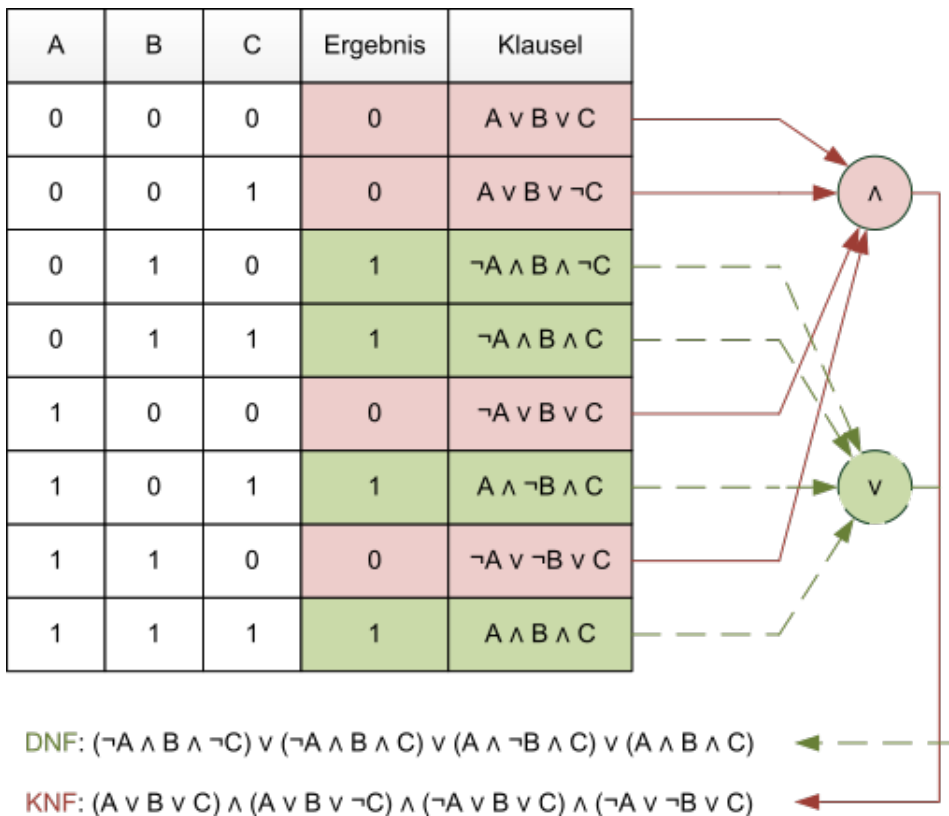 A B C Ergebnis Klausel
0 0 0 0 A ∨ B ∨ C
0 0 1 0 A ∨ B ∨ ¬C
∧
0 1 0 1 ¬A ∧ B ∧ ¬C
0 1 1 1 ¬A ∧ B ∧ C
1 0 0 0 ¬A ∨ B ∨ C
1 0 1 1 A ∧ ¬B ∧ C
∨
1 1 0 0 ¬A ∨ ¬B ∨ C
1 1 1 1 A ∧ B ∧ C
DNF: (¬A ∧ B ∧ ¬C) ∨ (¬A ∧ B ∧ C) ∨ (A ∧ ¬B ∧ C) ∨ (A ∧ B ∧ C)
KNF: (A ∨ B ∨ C) ∧ (A ∨ B ∨ ¬C) ∧ (¬A ∨ B ∨ C) ∧ (¬A ∨ ¬B ∨ C)